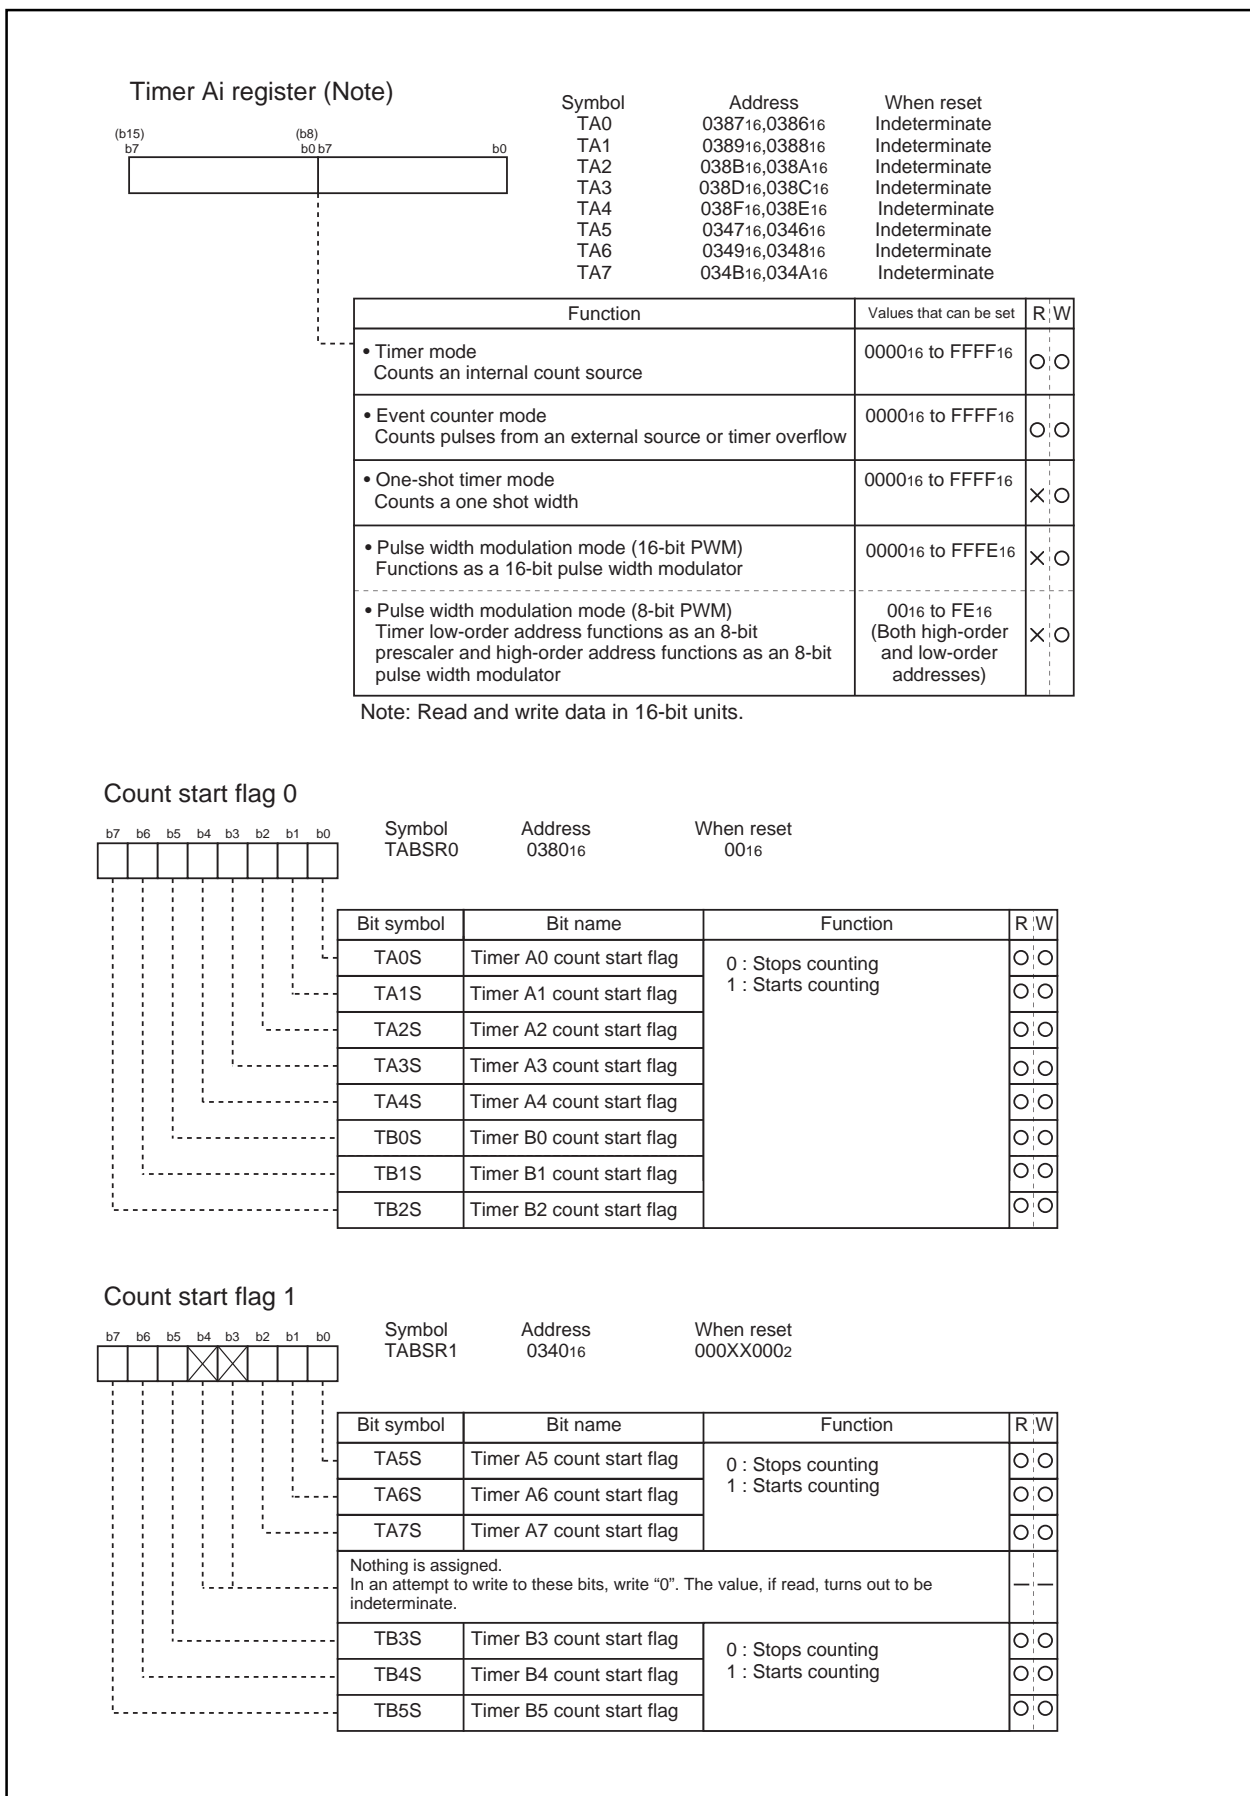 Timer Ai register (Note)
Symbol Address When reset
TA0 038716,038616 Indeterminate
TA1 038916,038816 Indeterminate
TA2 038B16,038A16 Indeterminate
TA3 038D16,038C16 Indeterminate
TA4 038F16,038E16 Indeterminate
TA5 034716,034616 Indeterminate
TA6 034916,034816 Indeterminate
TA7 034B16,034A16 Indeterminate
(b15) (b8)
b7 b0 b7 b0
Function Values that can be set R W
• Timer mode 000016 to FFFF16
Counts an internal count source
• Event counter mode 000016 to FFFF16
Counts pulses from an external source or timer overflow
• One-shot timer mode 000016 to FFFF16
Counts a one shot width
• Pulse width modulation mode (16-bit PWM) 000016 to FFFE16
Functions as a 16-bit pulse width modulator
• Pulse width modulation mode (8-bit PWM) 0016 to FE16
Timer low-order address functions as an 8-bit (Both high-order
prescaler and high-order address functions as an 8-bit and low-order
pulse width modulator addresses)
Note: Read and write data in 16-bit units.
Count start flag 0
b7 b6 b5 b4 b3 b2 b1 b0
Symbol Address When reset
TABSR0 038016 0016
Bit symbol Bit name Function R W
TA0S Timer A0 count start flag 0 : Stops counting
TA1S Timer A1 count start flag 1 : Starts counting
TA2S Timer A2 count start flag
TA3S Timer A3 count start flag
TA4S Timer A4 count start flag
TB0S Timer B0 count start flag
TB1S Timer B1 count start flag
TB2S Timer B2 count start flag
Count start flag 1
b7 b6 b5 b4 b3 b2 b1 b0
Symbol Address When reset
TABSR1 034016 000XX0002
Bit symbol Bit name Function R W
TA5S Timer A5 count start flag 0 : Stops counting
TA6S Timer A6 count start flag 1 : Starts counting
TA7S Timer A7 count start flag
Nothing is assigned.
In an attempt to write to these bits, write “0”. The value, if read, turns out to be
indeterminate.
TB3S Timer B3 count start flag 0 : Stops counting
TB4S Timer B4 count start flag 1 : Starts counting
TB5S Timer B5 count start flag